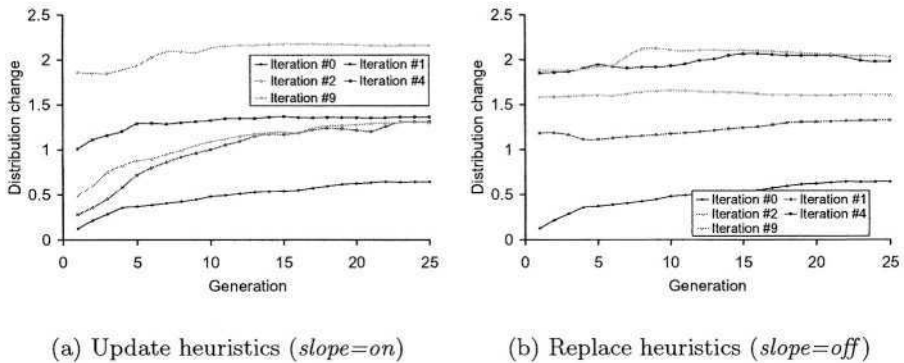 2.5
2
1.5
1
0.5
0
Distribution change
Iteration #0 Iteration #1
Iteration #2 Iteration #4
Iteration #9
0 5 10 15 20 25
Generation
(a) Update heuristics (slope=on)
2.5
2
1.5
1
0.5
0
Distribution change
Iteration #0 Iteration #1
Iteration #2 Iteration #4
Iteration #9
0 5 10 15 20 25
Generation
(b) Replace heuristics (slope=off)